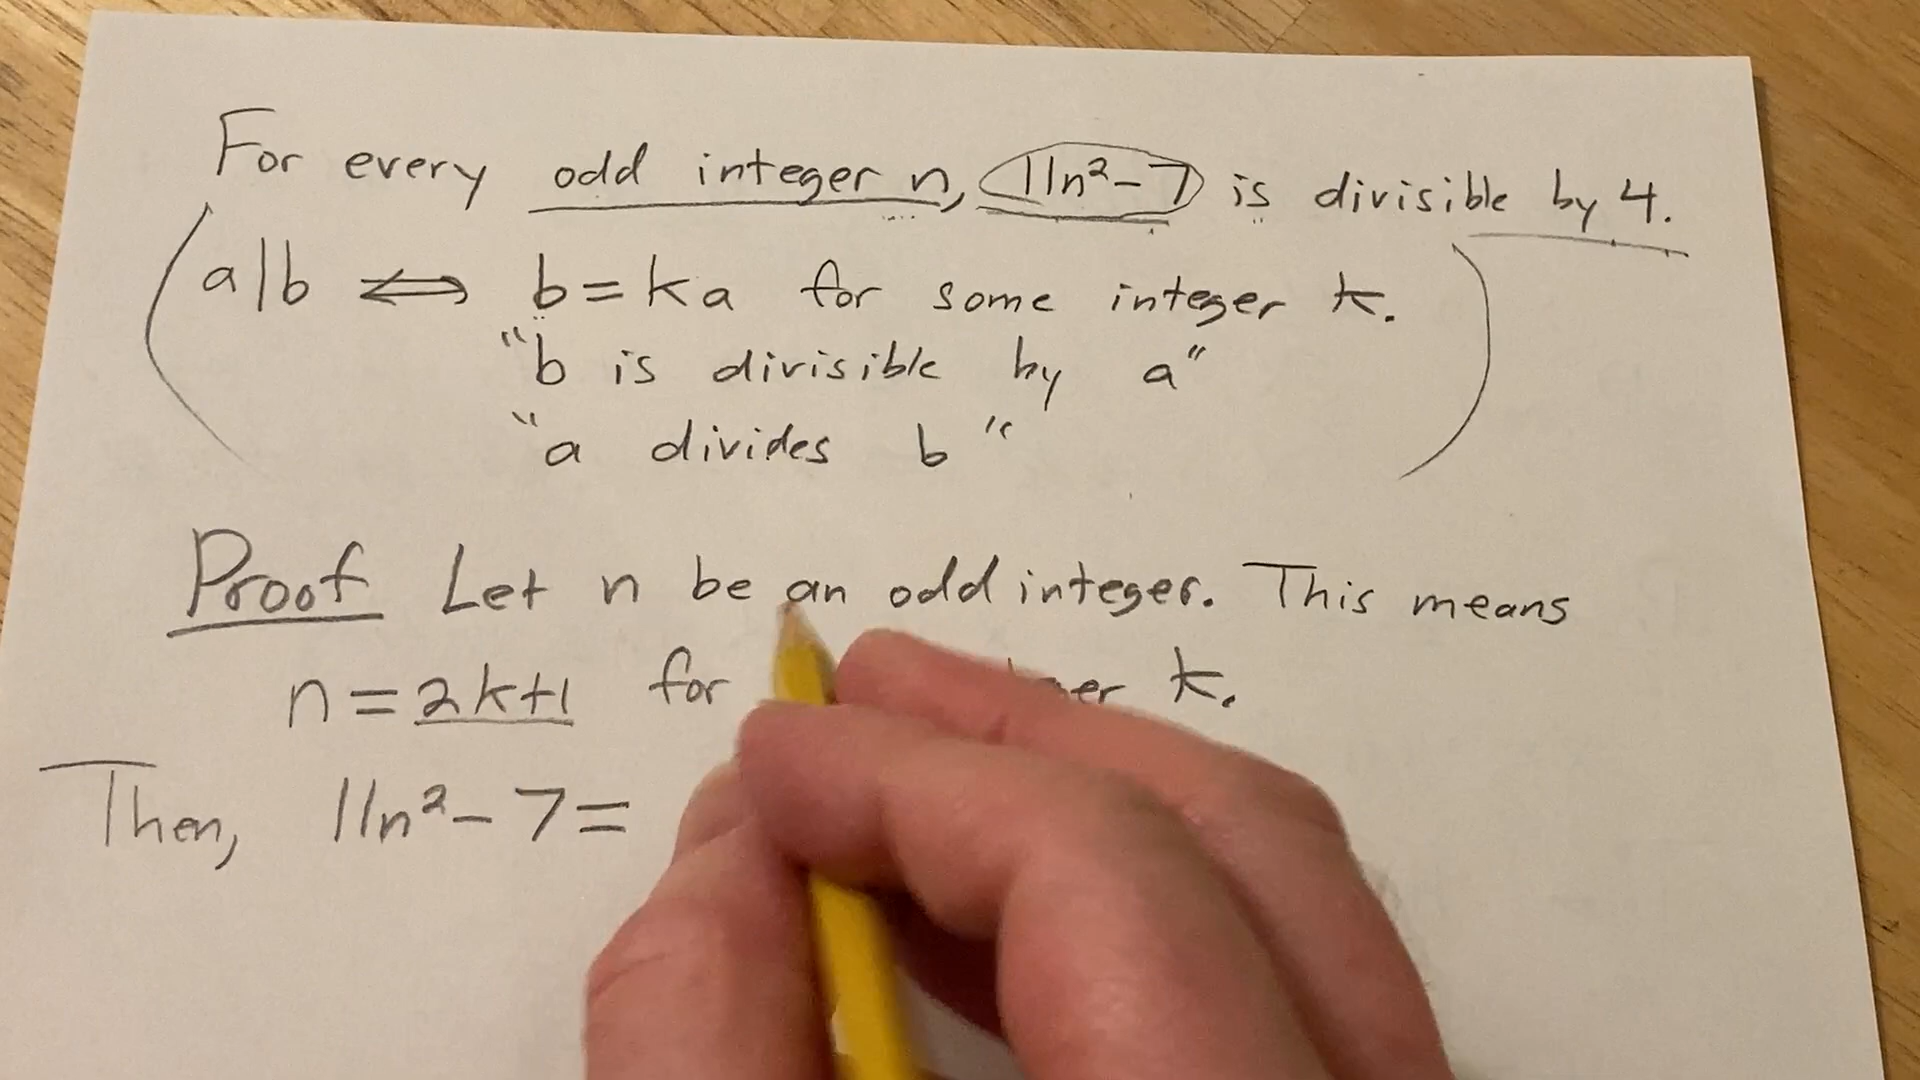 For every odd integer n, 11n²-7 is divisible by 4.
a|b ⟺ b=ka for some integer k.
"b is divisible by a"
"a divides b"
Proof Let n be an odd integer. This means
n=2k+1 for k.
Then, 11n²-7=